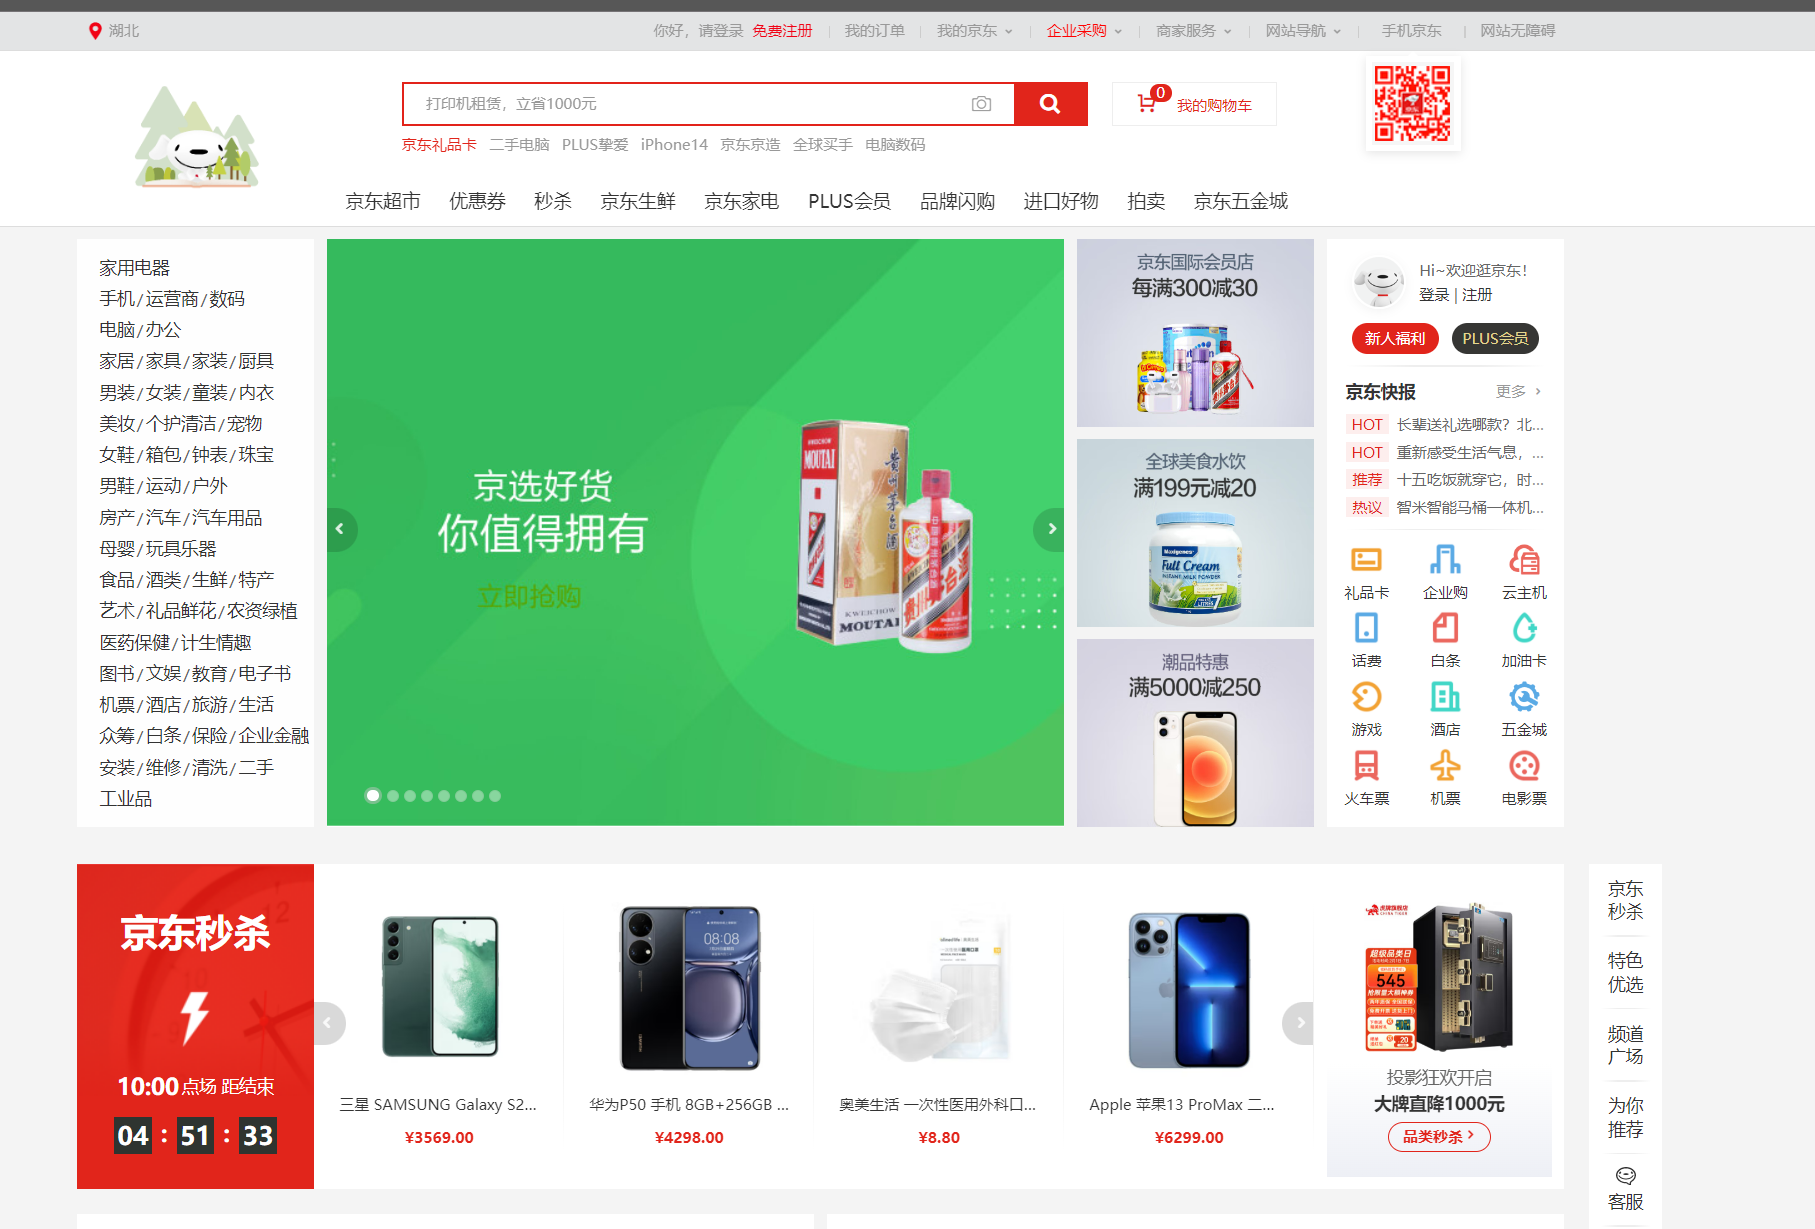 湖北
你好，请登录 免费注册 我的订单 我的京东 企业采购 商家服务 网站导航 手机京东 网站无障碍
打印机租赁，立省1000元
0 我的购物车
京东礼品卡 二手电脑 PLUS挚爱 iPhone14 京东京造 全球买手 电脑数码
京东超市 优惠券 秒杀 京东生鲜 京东家电 PLUS会员 品牌闪购 进口好物 拍卖 京东五金城
家用电器
手机/运营商/数码
电脑/办公
家居/家具/家装/厨具
男装/女装/童装/内衣
美妆/个护清洁/宠物
女鞋/箱包/钟表/珠宝
男鞋/运动/户外
房产/汽车/汽车用品
母婴/玩具乐器
食品/酒类/生鲜/特产
艺术/礼品鲜花/农资绿植
医药保健/计生情趣
图书/文娱/教育/电子书
机票/酒店/旅游/生活
众筹/白条/保险/企业金融
安装/维修/清洗/二手
工业品
京选好货
你值得拥有
立即抢购
KWEICHOW
MOUTAI
贵州茅台酒
KWEICHOW
MOUTAI
京东国际会员店
每满300减30
全球美食水饮
满199元减20
Maxigenes
Full Cream
INSTANT MILK POWDER
潮品特惠
满5000减250
Hi~欢迎逛京东！
登录 | 注册
新人福利 PLUS会员
京东快报 更多
HOT 长辈送礼选哪款？北...
HOT 重新感受生活气息，...
推荐 十五吃饭就穿它，时...
热议 智米智能马桶一体机...
礼品卡 企业购 云主机
话费 白条 加油卡
游戏 酒店 五金城
火车票 机票 电影票
京东秒杀
10:00 点场 距结束
04 : 51 : 33
08:08
三星 SAMSUNG Galaxy S2...
¥3569.00
华为P50 手机 8GB+256GB ...
¥4298.00
奥美生活 一次性医用外科口...
¥8.80
Apple 苹果13 ProMax 二...
¥6299.00
超级品类日
545
投影狂欢开启
大牌直降1000元
品类秒杀
京东
秒杀
特色
优选
频道
广场
为你
推荐
客服